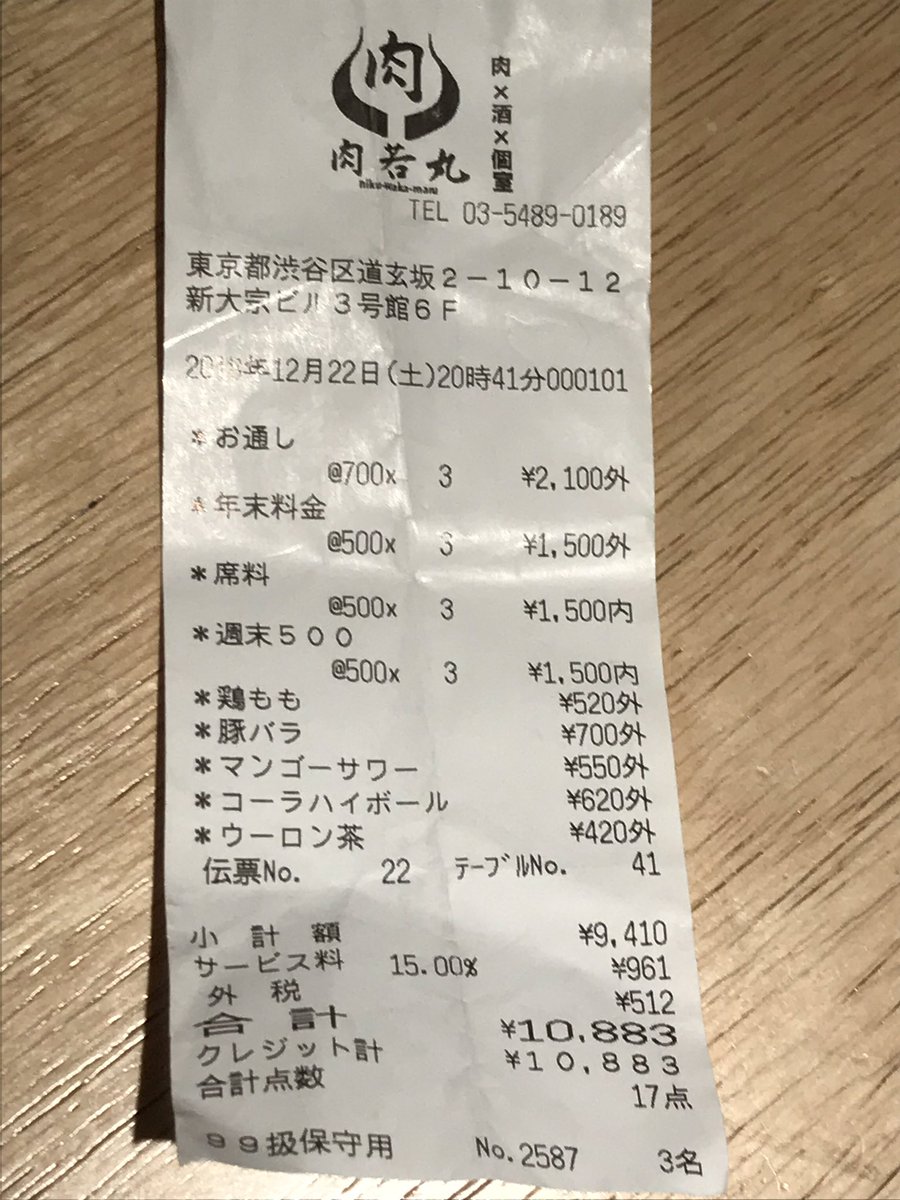 肉
肉×酒×個室
肉若丸
niku-waka-maru
TEL 03-5489-0189
東京都渋谷区道玄坂2-10-12
新大宗ビル3号館6F
年12月22日(土)20時41分000101
*お通し
@700x 3 ¥2,100外
*年末料金
@500x 3 ¥1,500外
*席料
@500x 3 ¥1,500内
*週末500
@500x 3 ¥1,500内
*鶏もも ¥520外
*豚バラ ¥700外
*マンゴーサワー ¥550外
*コーラハイボール ¥620外
*ウーロン茶 ¥420外
伝票No. 22 テーブルNo. 41
小計額 ¥9,410
サービス料 15.00% ¥961
外税 ¥512
合計 ¥10,883
クレジット計 ¥10,883
合計点数 17点
99扱保守用 No.2587 3名